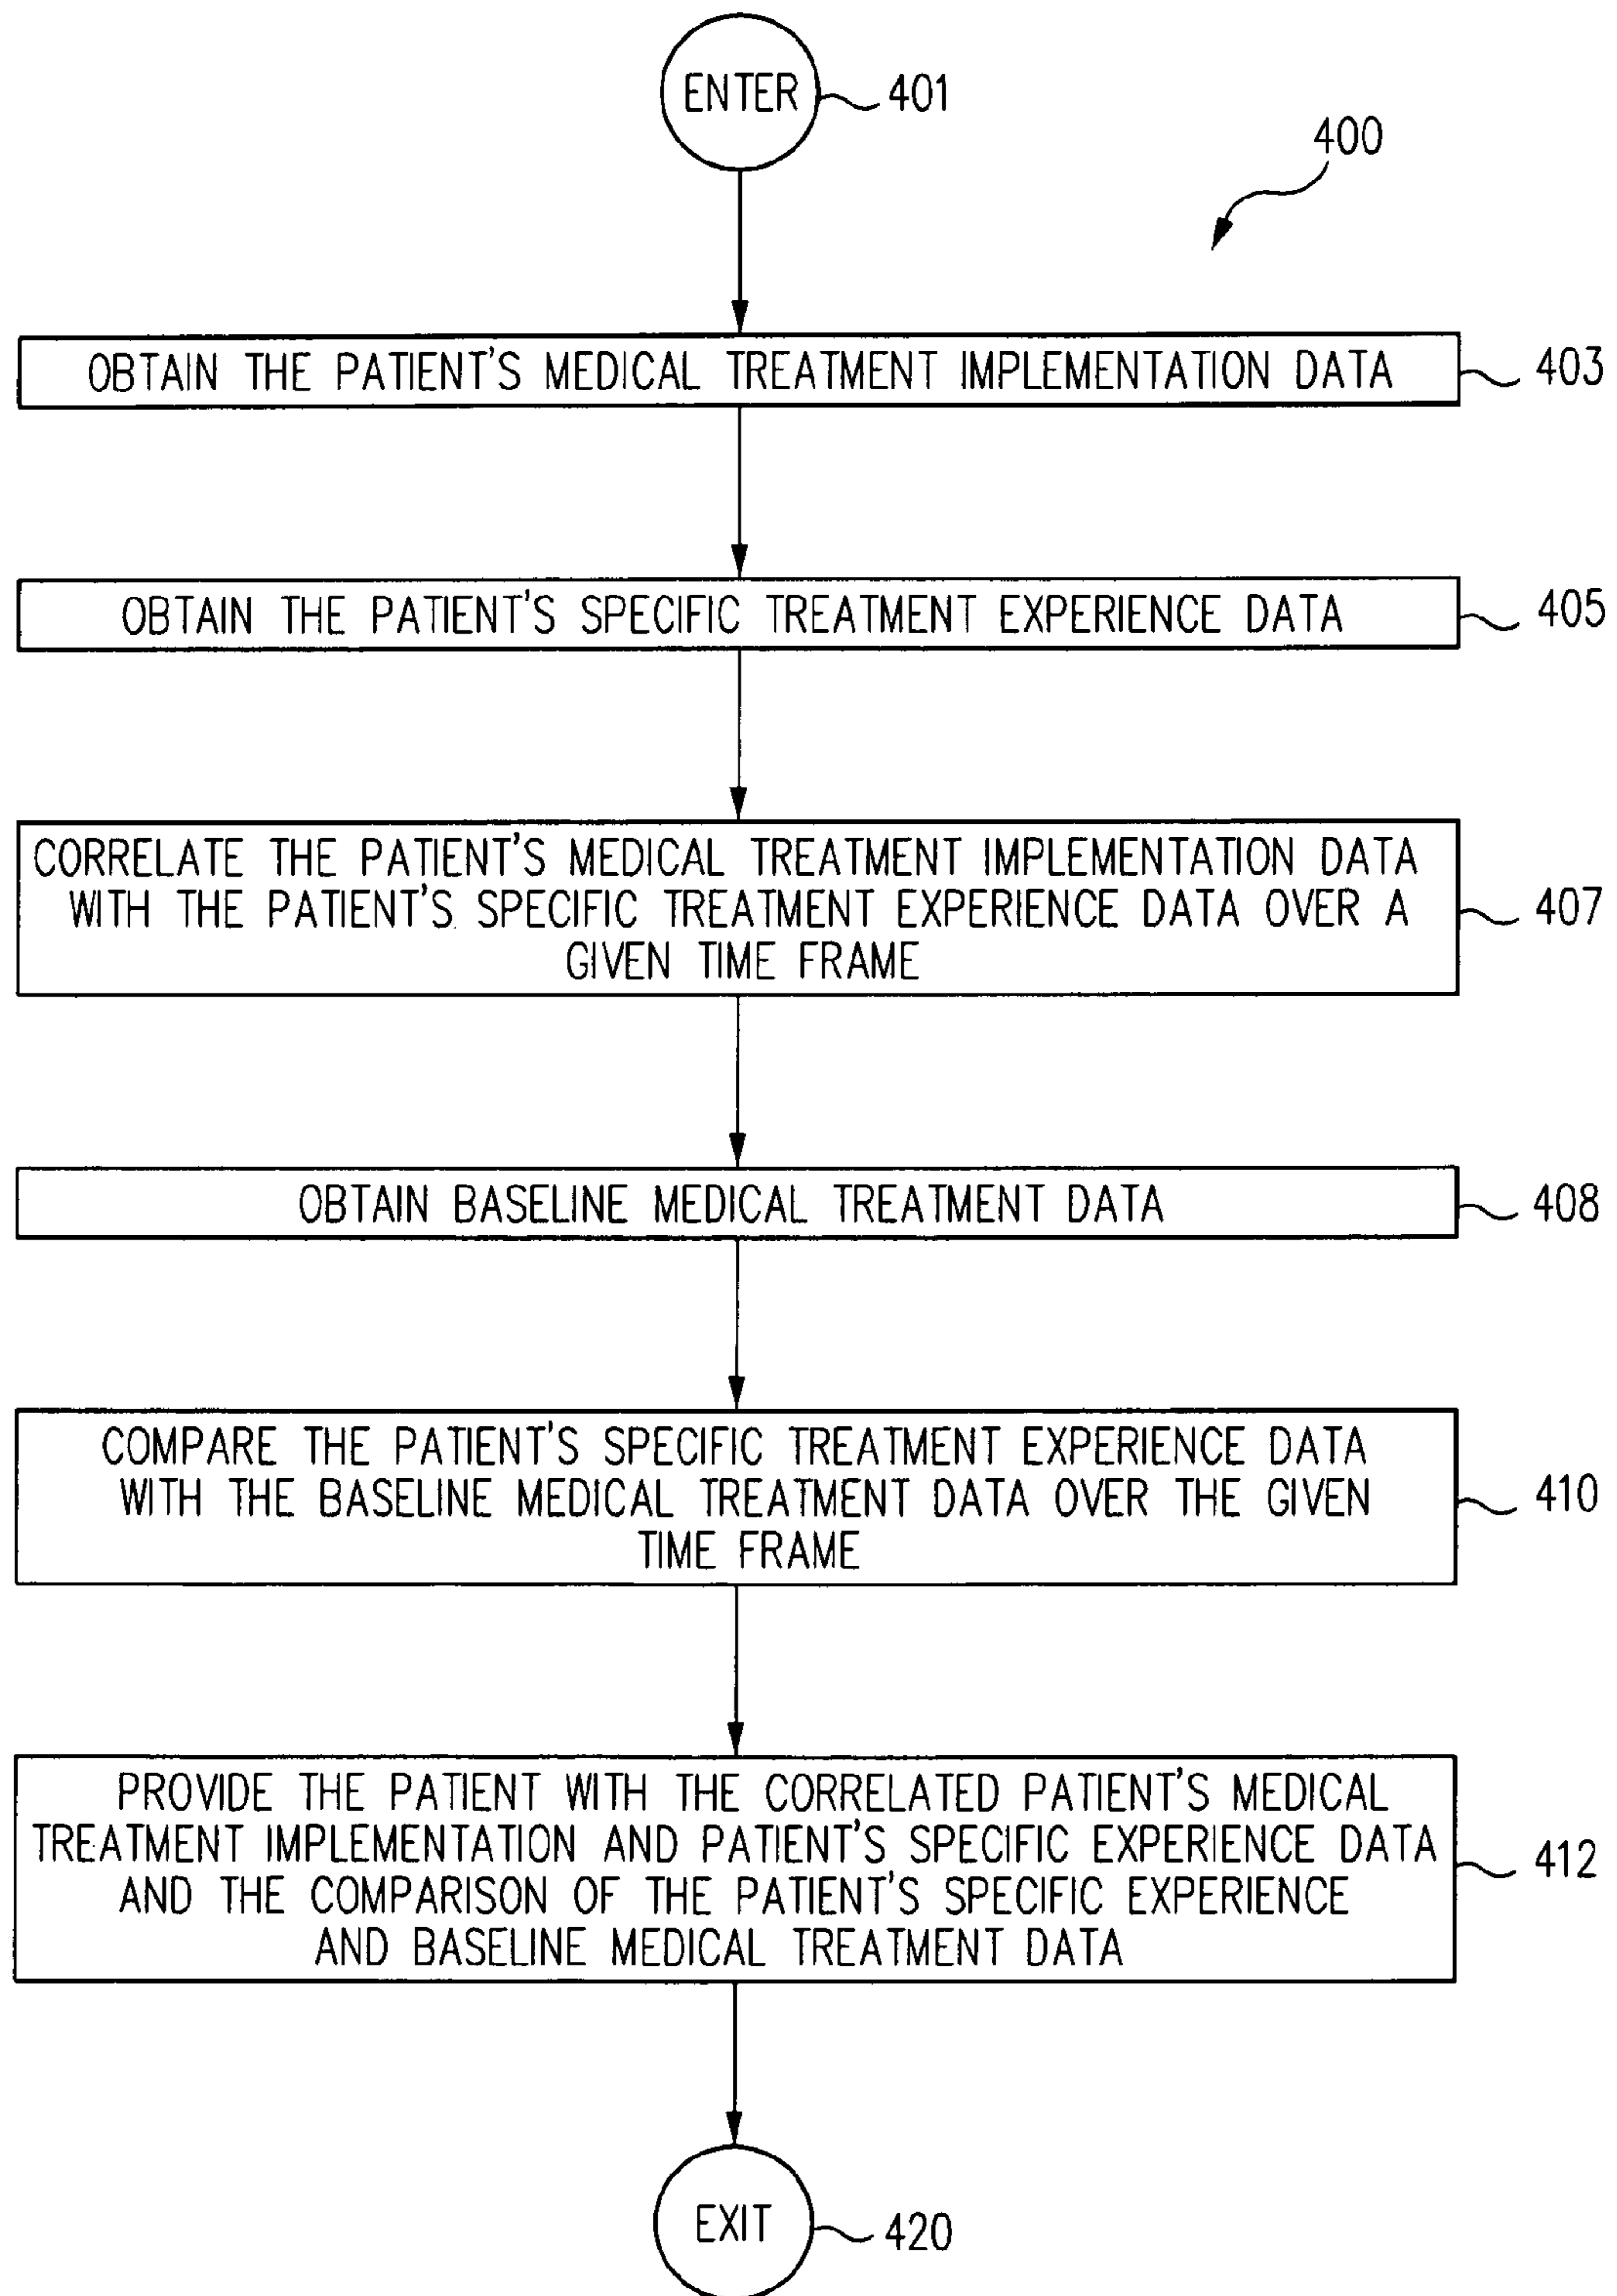 ENTER
401
400
OBTAIN THE PATIENT'S MEDICAL TREATMENT IMPLEMENTATION DATA
403
OBTAIN THE PATIENT'S SPECIFIC TREATMENT EXPERIENCE DATA
405
CORRELATE THE PATIENT'S MEDICAL TREATMENT IMPLEMENTATION DATA
WITH THE PATIENT'S SPECIFIC TREATMENT EXPERIENCE DATA OVER A
GIVEN TIME FRAME
407
OBTAIN BASELINE MEDICAL TREATMENT DATA
408
COMPARE THE PATIENT'S SPECIFIC TREATMENT EXPERIENCE DATA
WITH THE BASELINE MEDICAL TREATMENT DATA OVER THE GIVEN
TIME FRAME
410
PROVIDE THE PATIENT WITH THE CORRELATED PATIENT'S MEDICAL
TREATMENT IMPLEMENTATION AND PATIENT'S SPECIFIC EXPERIENCE DATA
AND THE COMPARISON OF THE PATIENT'S SPECIFIC EXPERIENCE
AND BASELINE MEDICAL TREATMENT DATA
412
EXIT
420